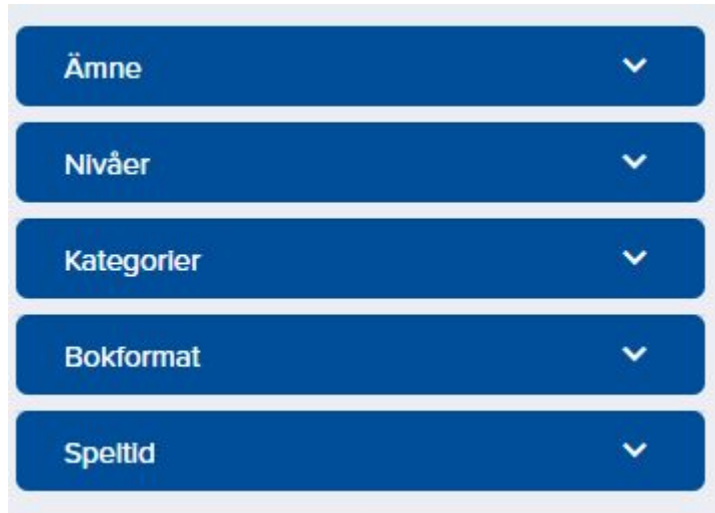 Ämne
Nivåer
Kategorier
Bokformat
Speltid